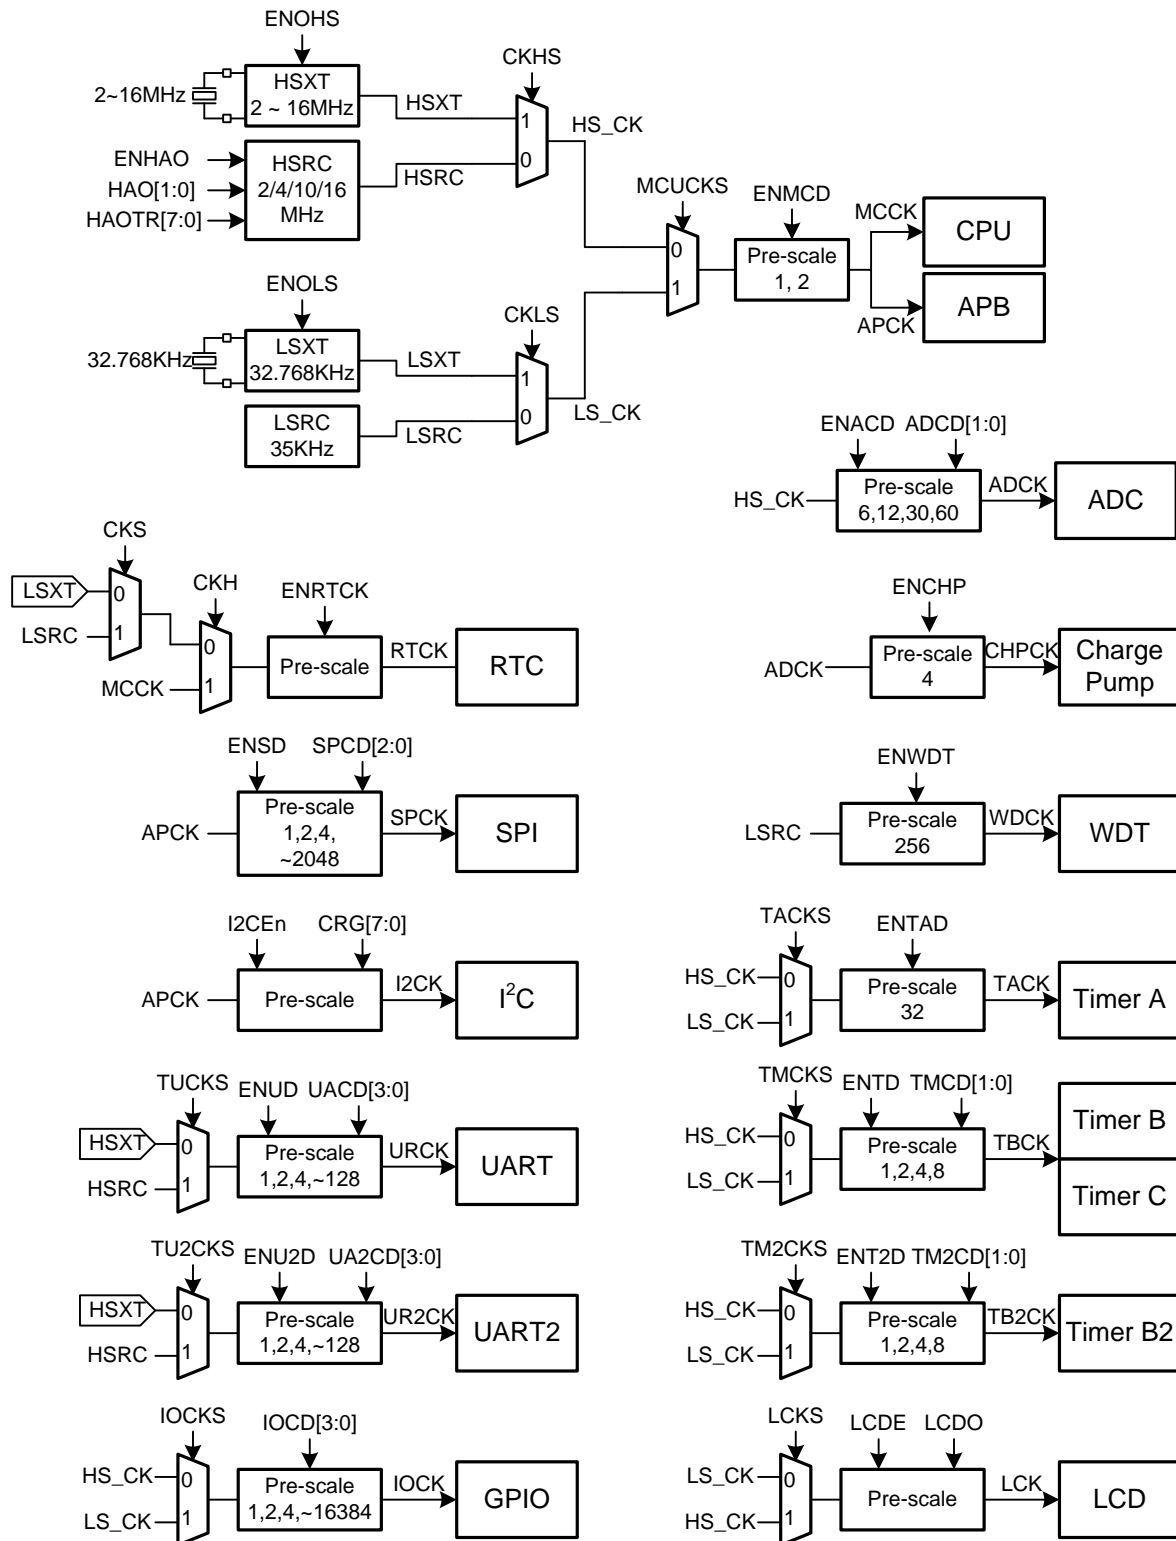 ENOHS
2~16MHz
HSXT
2 ~ 16MHz
HSXT
CKHS
1
0
HS_CK
ENHAO
HAO[1:0]
HAOTR[7:0]
HSRC
2/4/10/16
MHz
HSRC
MCUCKS
0
1
ENMCD
Pre-scale
1, 2
MCCK
CPU
APCK
APB
ENOLS
32.768KHz
LSXT
32.768KHz
LSXT
CKLS
1
0
LS_CK
LSRC
35KHz
LSRC
ENACD ADCD[1:0]
HS_CK
Pre-scale
6,12,30,60
ADCK
ADC
CKS
LSXT
0
LSRC
1
CKH
0
MCCK
1
ENRTCK
Pre-scale
RTCK
RTC
ENCHP
ADCK
Pre-scale
4
CHPCK
Charge
Pump
ENSD SPCD[2:0]
APCK
Pre-scale
1,2,4,
~2048
SPCK
SPI
ENWDT
LSRC
Pre-scale
256
WDCK
WDT
I2CEn CRG[7:0]
APCK
Pre-scale
I2CK
I²C
TACKS ENTAD
HS_CK
0
LS_CK
1
Pre-scale
32
TACK
Timer A
TUCKS ENUD UACD[3:0]
HSXT
0
HSRC
1
Pre-scale
1,2,4,~128
URCK
UART
TMCKS ENTD TMCD[1:0]
HS_CK
0
LS_CK
1
Pre-scale
1,2,4,8
TBCK
Timer B
Timer C
TU2CKS ENU2D UA2CD[3:0]
HSXT
0
HSRC
1
Pre-scale
1,2,4,~128
UR2CK
UART2
TM2CKS ENT2D TM2CD[1:0]
HS_CK
0
LS_CK
1
Pre-scale
1,2,4,8
TB2CK
Timer B2
IOCKS IOCD[3:0]
HS_CK
0
LS_CK
1
Pre-scale
1,2,4,~16384
IOCK
GPIO
LCKS LCDE LCDO
LS_CK
0
HS_CK
1
Pre-scale
LCK
LCD